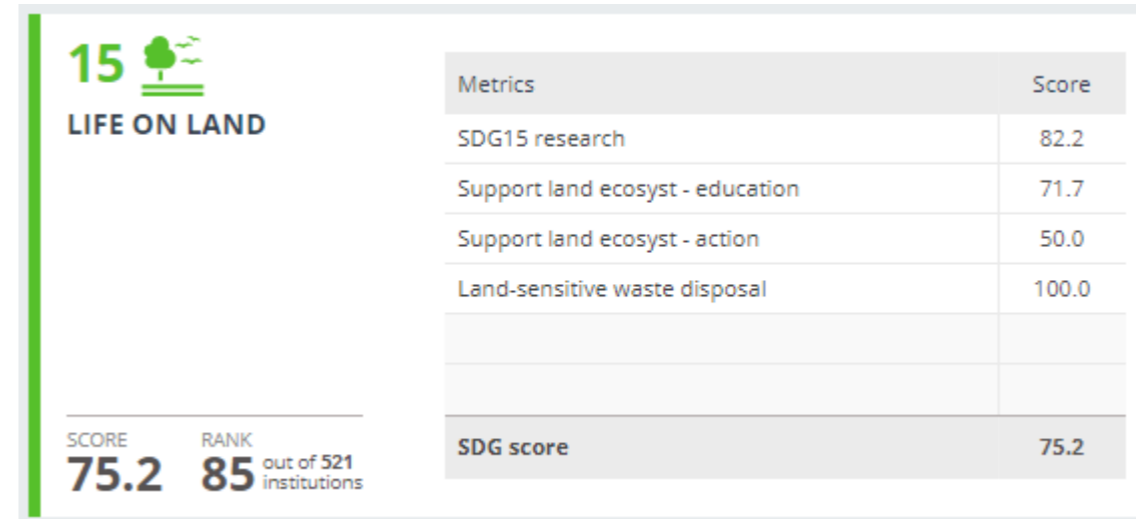 15
LIFE ON LAND
Metrics Score
SDG15 research 82.2
Support land ecosyst - education 71.7
Support land ecosyst - action 50.0
Land-sensitive waste disposal 100.0
SDG score 75.2
SCORE RANK
75.2 85 out of 521
institutions